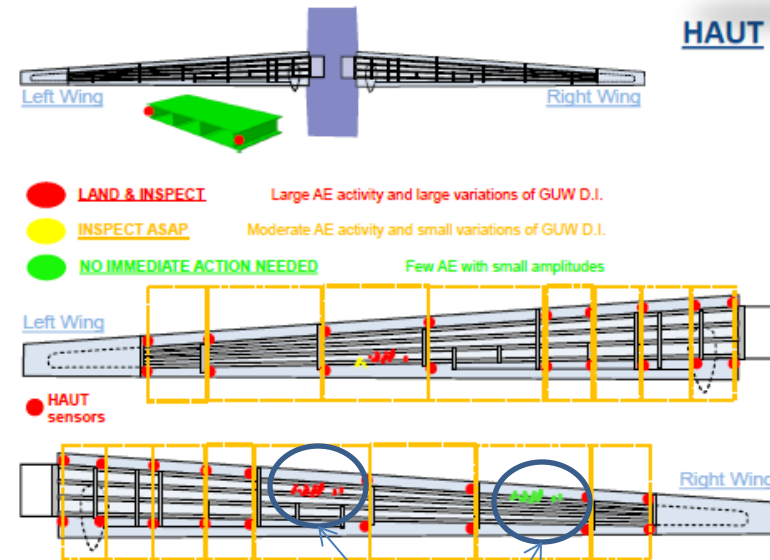 HAUT
Left Wing
Right Wing
LAND & INSPECT Large AE activity and large variations of GUW D.I.
INSPECT ASAP Moderate AE activity and small variations of GUW D.I.
NO IMMEDIATE ACTION NEEDED Few AE with small amplitudes
Left Wing
HAUT
sensors
Right Wing